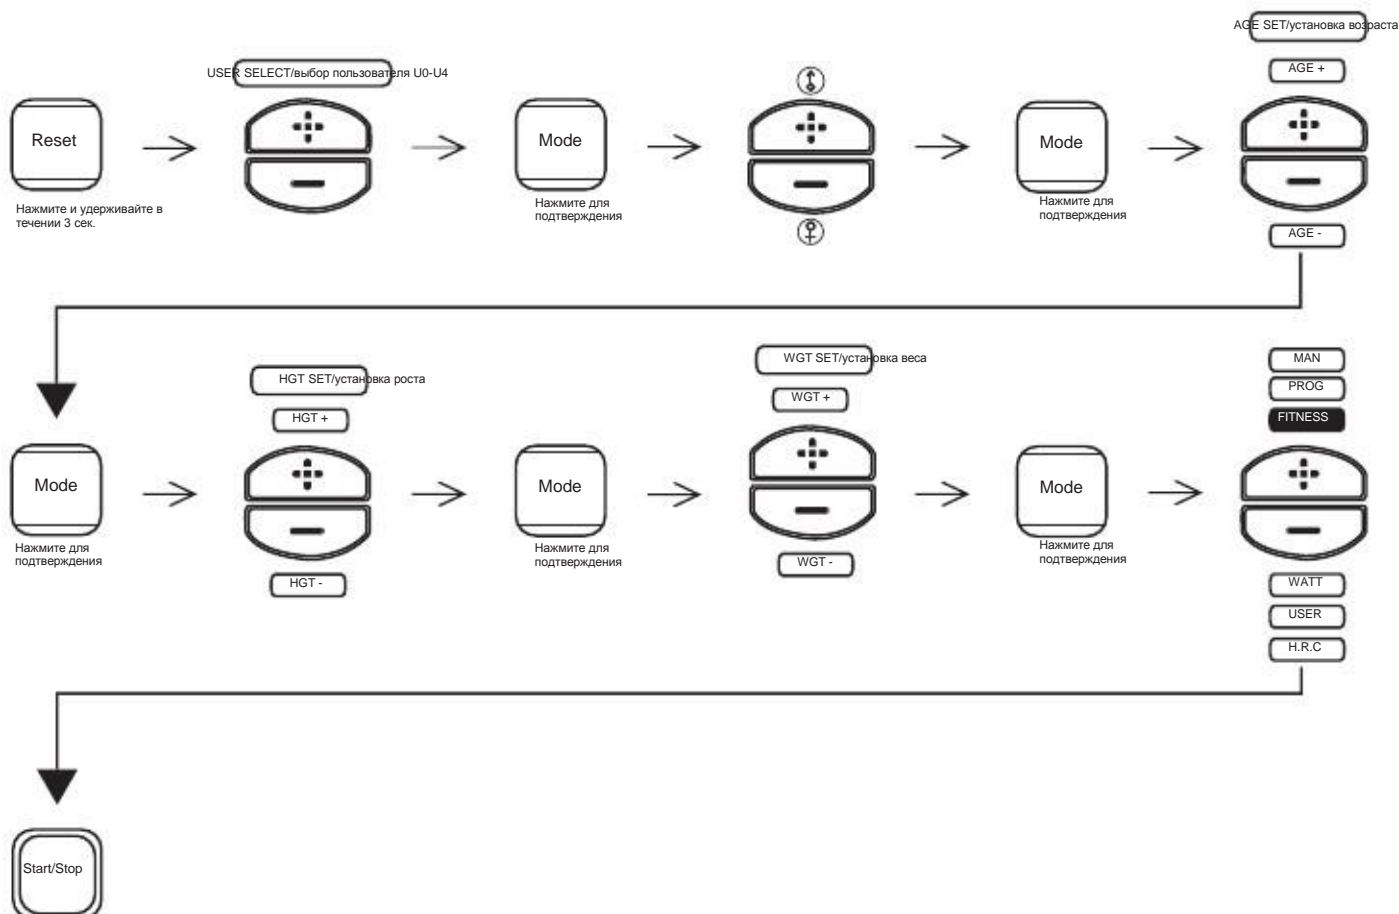 AGE SET/установка возраста
USER SELECT/выбор пользователя U0-U4
AGE +
Reset
Mode
Mode
Нажмите и удерживайте в
течении 3 сек.
Нажмите для
подтверждения
Нажмите для
подтверждения
AGE -
HGT SET/установка роста
WGT SET/установка веса
MAN
PROG
FITNESS
HGT +
WGT +
Mode
Mode
Mode
Нажмите для
подтверждения
Нажмите для
подтверждения
Нажмите для
подтверждения
HGT -
WGT -
WATT
USER
H.R.C
Start/Stop